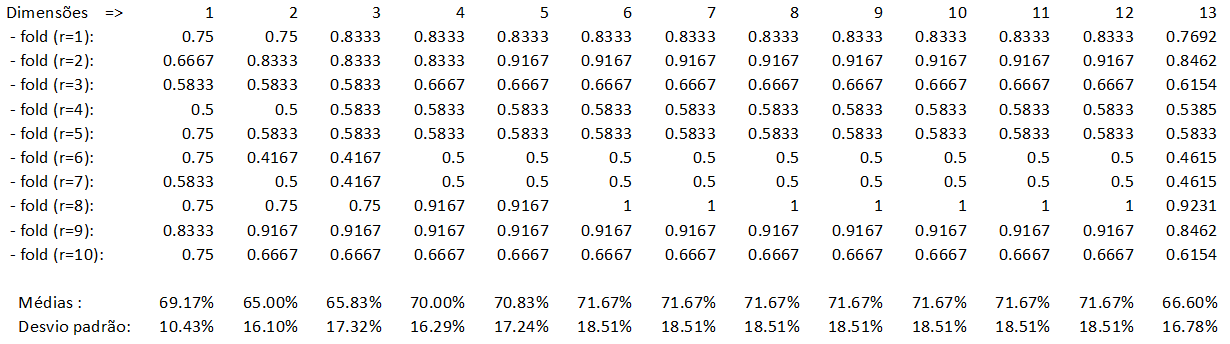 Dimensões => 1 2 3 4 5 6 7 8 9 10 11 12 13
- fold (r=1): 0.75 0.75 0.8333 0.8333 0.8333 0.8333 0.8333 0.8333 0.8333 0.8333 0.8333 0.8333 0.7692
- fold (r=2): 0.6667 0.8333 0.8333 0.8333 0.9167 0.9167 0.9167 0.9167 0.9167 0.9167 0.9167 0.9167 0.8462
- fold (r=3): 0.5833 0.5833 0.5833 0.6667 0.6667 0.6667 0.6667 0.6667 0.6667 0.6667 0.6667 0.6667 0.6154
- fold (r=4): 0.5 0.5 0.5833 0.5833 0.5833 0.5833 0.5833 0.5833 0.5833 0.5833 0.5833 0.5833 0.5385
- fold (r=5): 0.75 0.5833 0.5833 0.5833 0.5833 0.5833 0.5833 0.5833 0.5833 0.5833 0.5833 0.5833 0.5833
- fold (r=6): 0.75 0.4167 0.4167 0.5 0.5 0.5 0.5 0.5 0.5 0.5 0.5 0.5 0.4615
- fold (r=7): 0.5833 0.5 0.4167 0.5 0.5 0.5 0.5 0.5 0.5 0.5 0.5 0.5 0.4615
- fold (r=8): 0.75 0.75 0.75 0.9167 0.9167 1 1 1 1 1 1 1 0.9231
- fold (r=9): 0.8333 0.9167 0.9167 0.9167 0.9167 0.9167 0.9167 0.9167 0.9167 0.9167 0.9167 0.9167 0.8462
- fold (r=10): 0.75 0.6667 0.6667 0.6667 0.6667 0.6667 0.6667 0.6667 0.6667 0.6667 0.6667 0.6667 0.6154
Médias : 69.17% 65.00% 65.83% 70.00% 70.83% 71.67% 71.67% 71.67% 71.67% 71.67% 71.67% 71.67% 66.60%
Desvio padrão: 10.43% 16.10% 17.32% 16.29% 17.24% 18.51% 18.51% 18.51% 18.51% 18.51% 18.51% 18.51% 16.78%